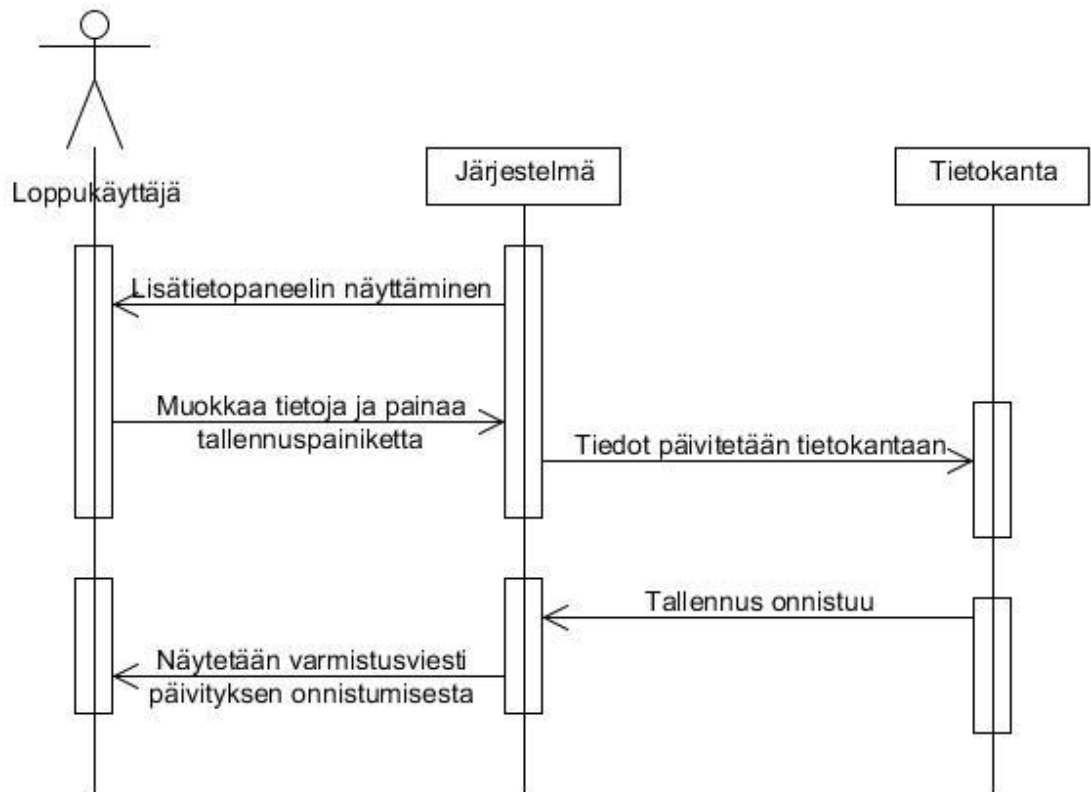 Loppukäyttäjä
Järjestelmä
Tietokanta
Lisätietopaneelin näyttäminen
Muokkaa tietoja ja painaa
tallennuspainiketta
Tiedot päivitetään tietokantaan
Tallennus onnistuu
Näytetään varmistusviesti
päivityksen onnistumisesta